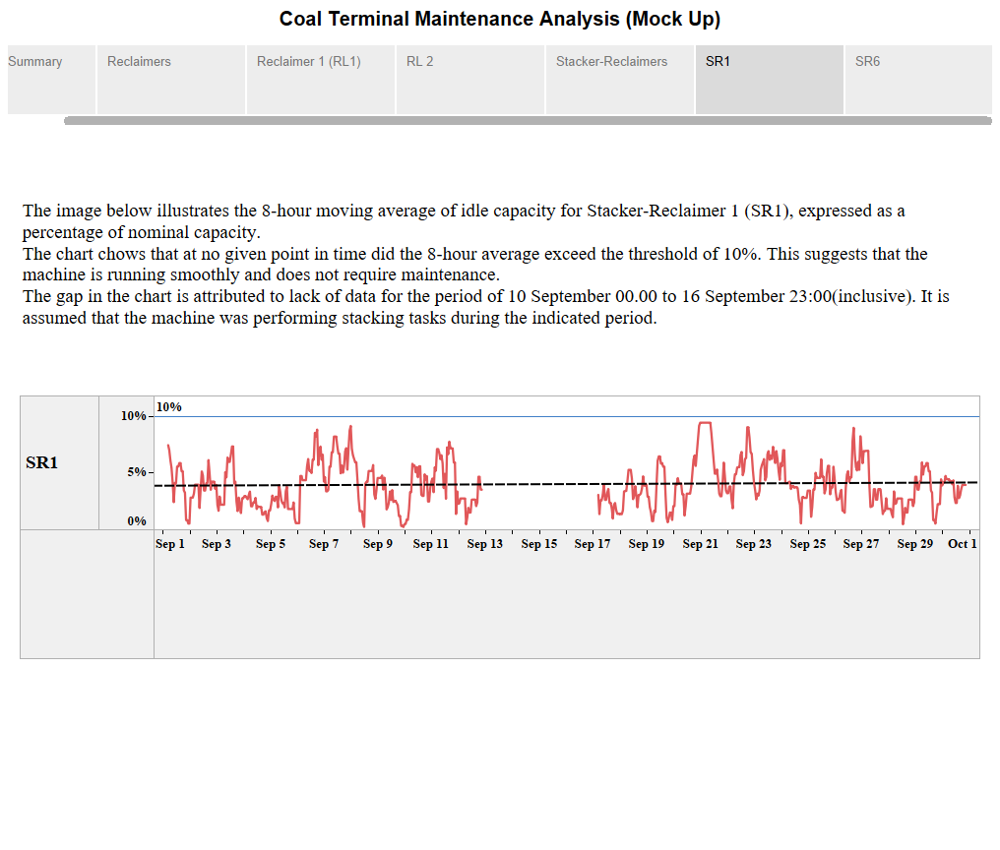 Coal Terminal Maintenance Analysis (Mock Up)
Summary
Reclaimers
Reclaimer 1 (RL1)
RL 2
Stacker-Reclaimers
SR1
SR6
The image below illustrates the 8-hour moving average of idle capacity for Stacker-Reclaimer 1 (SR1), expressed as a
percentage of nominal capacity.
The chart chows that at no given point in time did the 8-hour average exceed the threshold of 10%. This suggests that the
machine is running smoothly and does not require maintenance.
The gap in the chart is attributed to lack of data for the period of 10 September 00.00 to 16 September 23:00(inclusive). It is
assumed that the machine was performing stacking tasks during the indicated period.
10%
10%
SR1
5%
0%
Sep 1 Sep 3 Sep 5 Sep 7 Sep 9 Sep 11 Sep 13 Sep 15 Sep 17 Sep 19 Sep 21 Sep 23 Sep 25 Sep 27 Sep 29 Oct 1